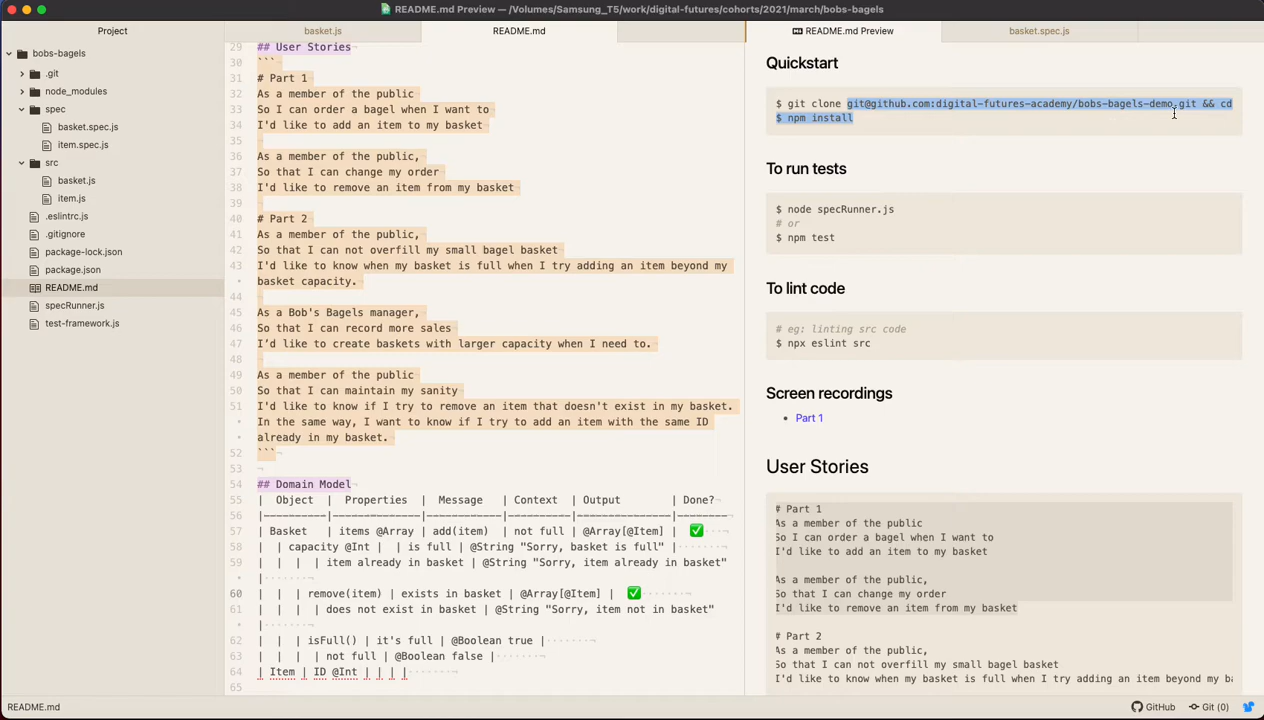 README.md Preview — /Volumes/Samsung_T5/work/digital-futures/cohorts/2021/march/bobs-bagels
Project
basket.js
README.md
README.md Preview
basket.spec.js
bobs-bagels
.git
node_modules
spec
basket.spec.js
item.spec.js
src
basket.js
item.js
.eslintrc.js
.gitignore
package-lock.json
package.json
README.md
specRunner.js
test-framework.js
29 ## User Stories
30 ```
31 # Part 1
32 As a member of the public
33 So I can order a bagel when I want to
34 I'd like to add an item to my basket
35
36 As a member of the public,
37 So that I can change my order
38 I'd like to remove an item from my basket
39
40 # Part 2
41 As a member of the public,
42 So that I can not overfill my small bagel basket
43 I'd like to know when my basket is full when I try adding an item beyond my
• basket capacity.
44
45 As a Bob's Bagels manager,
46 So that I can record more sales
47 I’d like to create baskets with larger capacity when I need to.
48
49 As a member of the public
50 So that I can maintain my sanity
51 I'd like to know if I try to remove an item that doesn't exist in my basket.
• In the same way, I want to know if I try to add an item with the same ID
• already in my basket.
52 ```
53
54 ## Domain Model
55 | Object | Properties | Message | Context | Output | Done?
56 |----------|------------|------------|----------|--------------|--------
57 | Basket | items @Array | add(item) | not full | @Array[@Item] | ✅
58 | | capacity @Int | | is full | @String "Sorry, basket is full" |
59 | | | | item already in basket | @String "Sorry, item already in basket"
• |
60 | | | remove(item) | exists in basket | @Array[@Item] | ✅
61 | | | | does not exist in basket | @String "Sorry, item not in basket"
• |
62 | | | isFull() | it's full | @Boolean true |
63 | | | | not full | @Boolean false |
64 | Item | ID @Int | | | |
65
Quickstart
$ git clone git@github.com:digital-futures-academy/bobs-bagels-demo.git && cd
$ npm install
To run tests
$ node specRunner.js
# or
$ npm test
To lint code
# eg: linting src code
$ npx eslint src
Screen recordings
• Part 1
User Stories
# Part 1
As a member of the public
So I can order a bagel when I want to
I'd like to add an item to my basket
As a member of the public,
So that I can change my order
I'd like to remove an item from my basket
# Part 2
As a member of the public,
So that I can not overfill my small bagel basket
I'd like to know when my basket is full when I try adding an item beyond my ba
README.md
GitHub
Git (0)